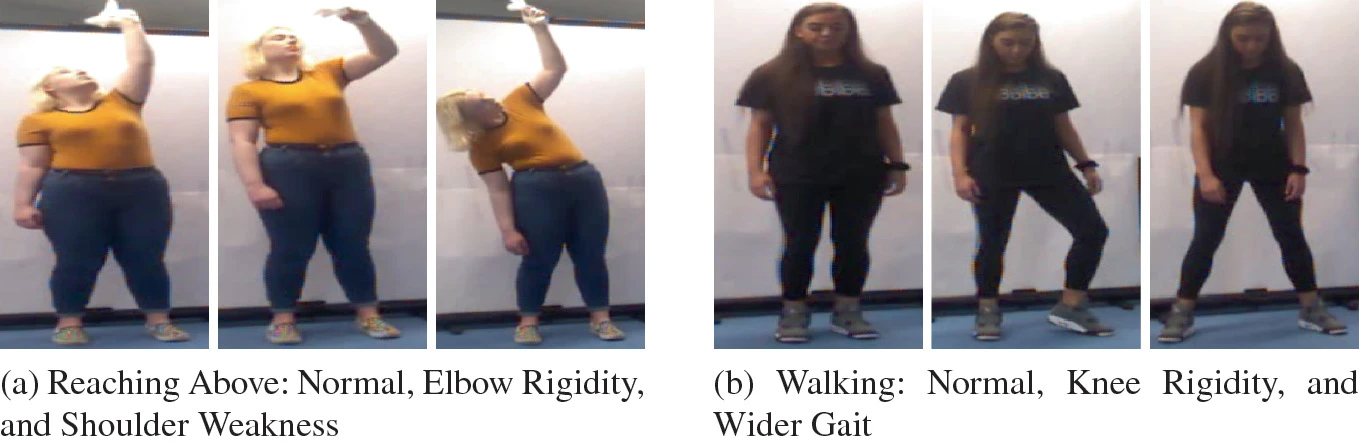 (a) Reaching Above: Normal, Elbow Rigidity,
and Shoulder Weakness
(b) Walking: Normal, Knee Rigidity, and
Wider Gait